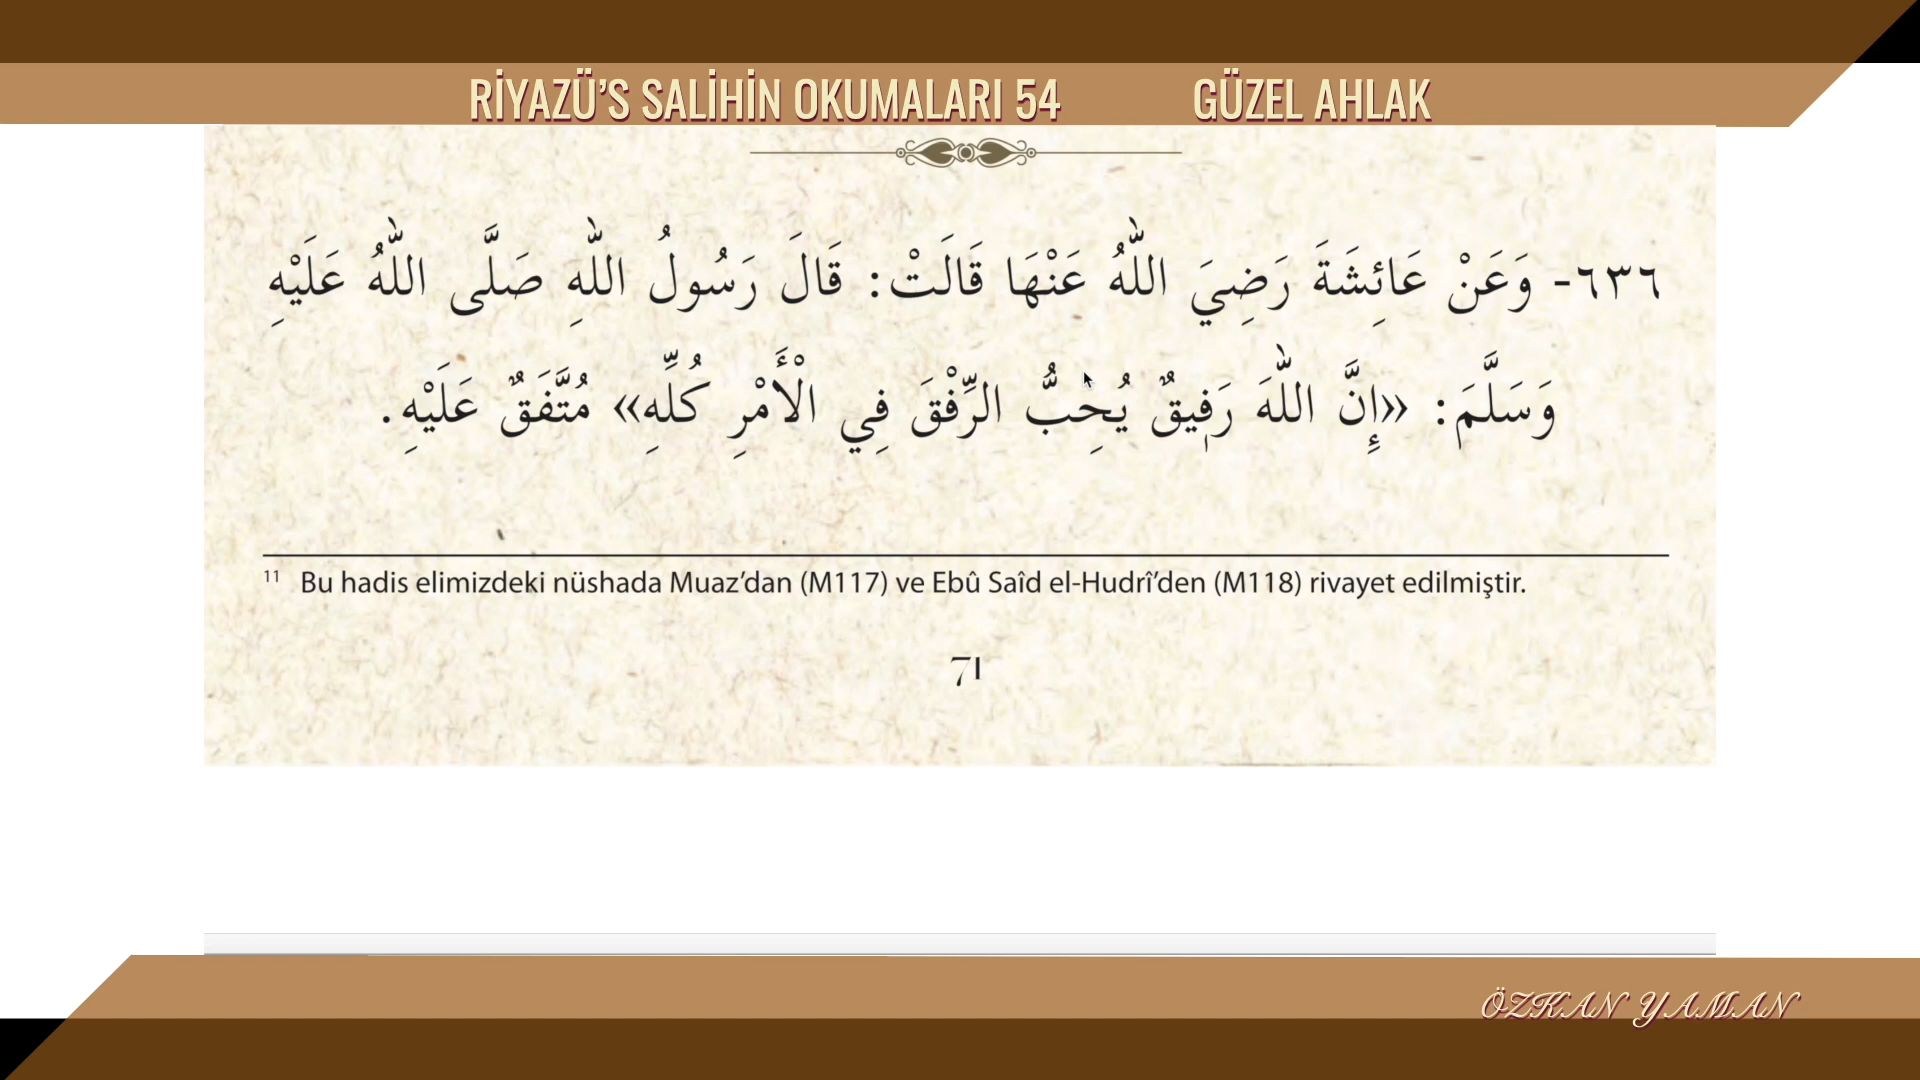 RİYAZÜ’S SALİHİN OKUMALARI 54 GÜZEL AHLAK
٦٣٦- وَعَنْ عَائِشَةَ رَضِيَ اللّٰهُ عَنْهَا قَالَتْ: قَالَ رَسُولُ اللّٰهِ صَلَّى اللّٰهُ عَلَيْهِ
وَسَلَّمَ: «إِنَّ اللّٰهَ رَفٖيقٌ يُحِبُّ الرِّفْقَ فِي الْأَمْرِ كُلِّهِ» مُتَّفَقٌ عَلَيْهِ.
11 Bu hadis elimizdeki nüshada Muaz’dan (M117) ve Ebû Saîd el-Hudrî’den (M118) rivayet edilmiştir.
71
ÖZKAN YAMAN